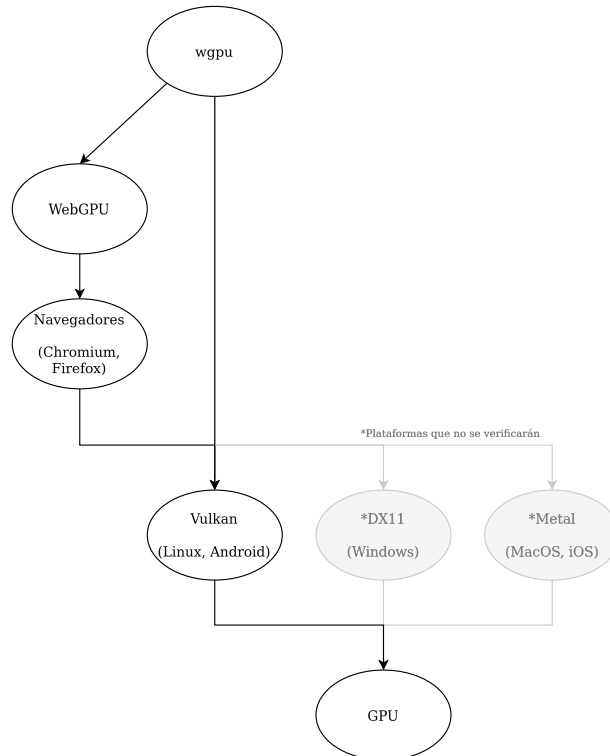 wgpu
WebGPU
Navegadores
(Chromium,
Firefox)
*Plataformas que no se verificarán
Vulkan
(Linux, Android)
*DX11
(Windows)
*Metal
(MacOS, iOS)
GPU